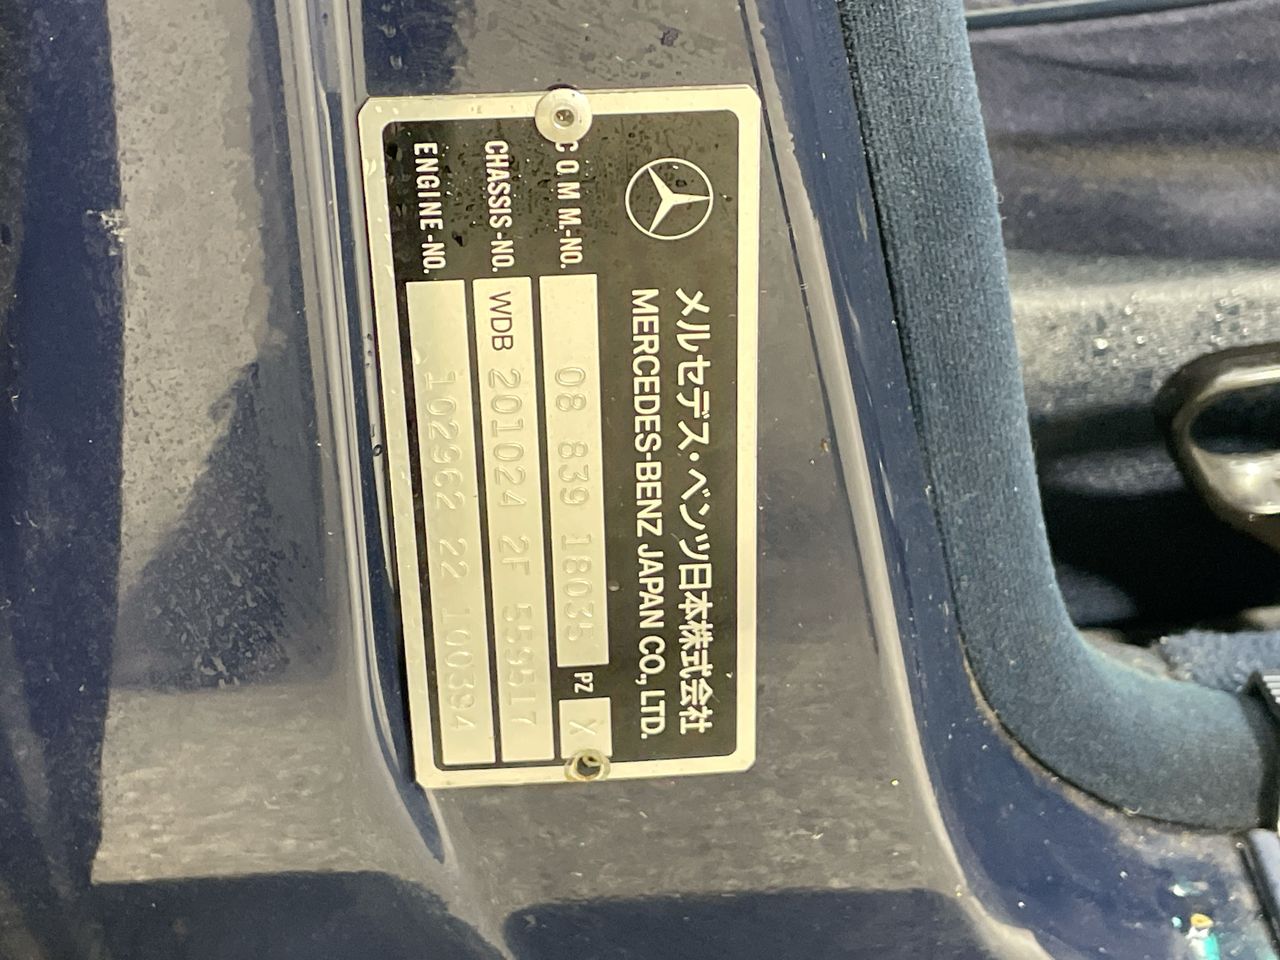 メルセデス・ベンツ日本株式会社
MERCEDES-BENZ JAPAN CO., LTD.
COMM.-NO. 08 839 18035 PZ X
CHASSIS-NO. WDB 201024 2F 559517
ENGINE-NO. 102962 22 100394